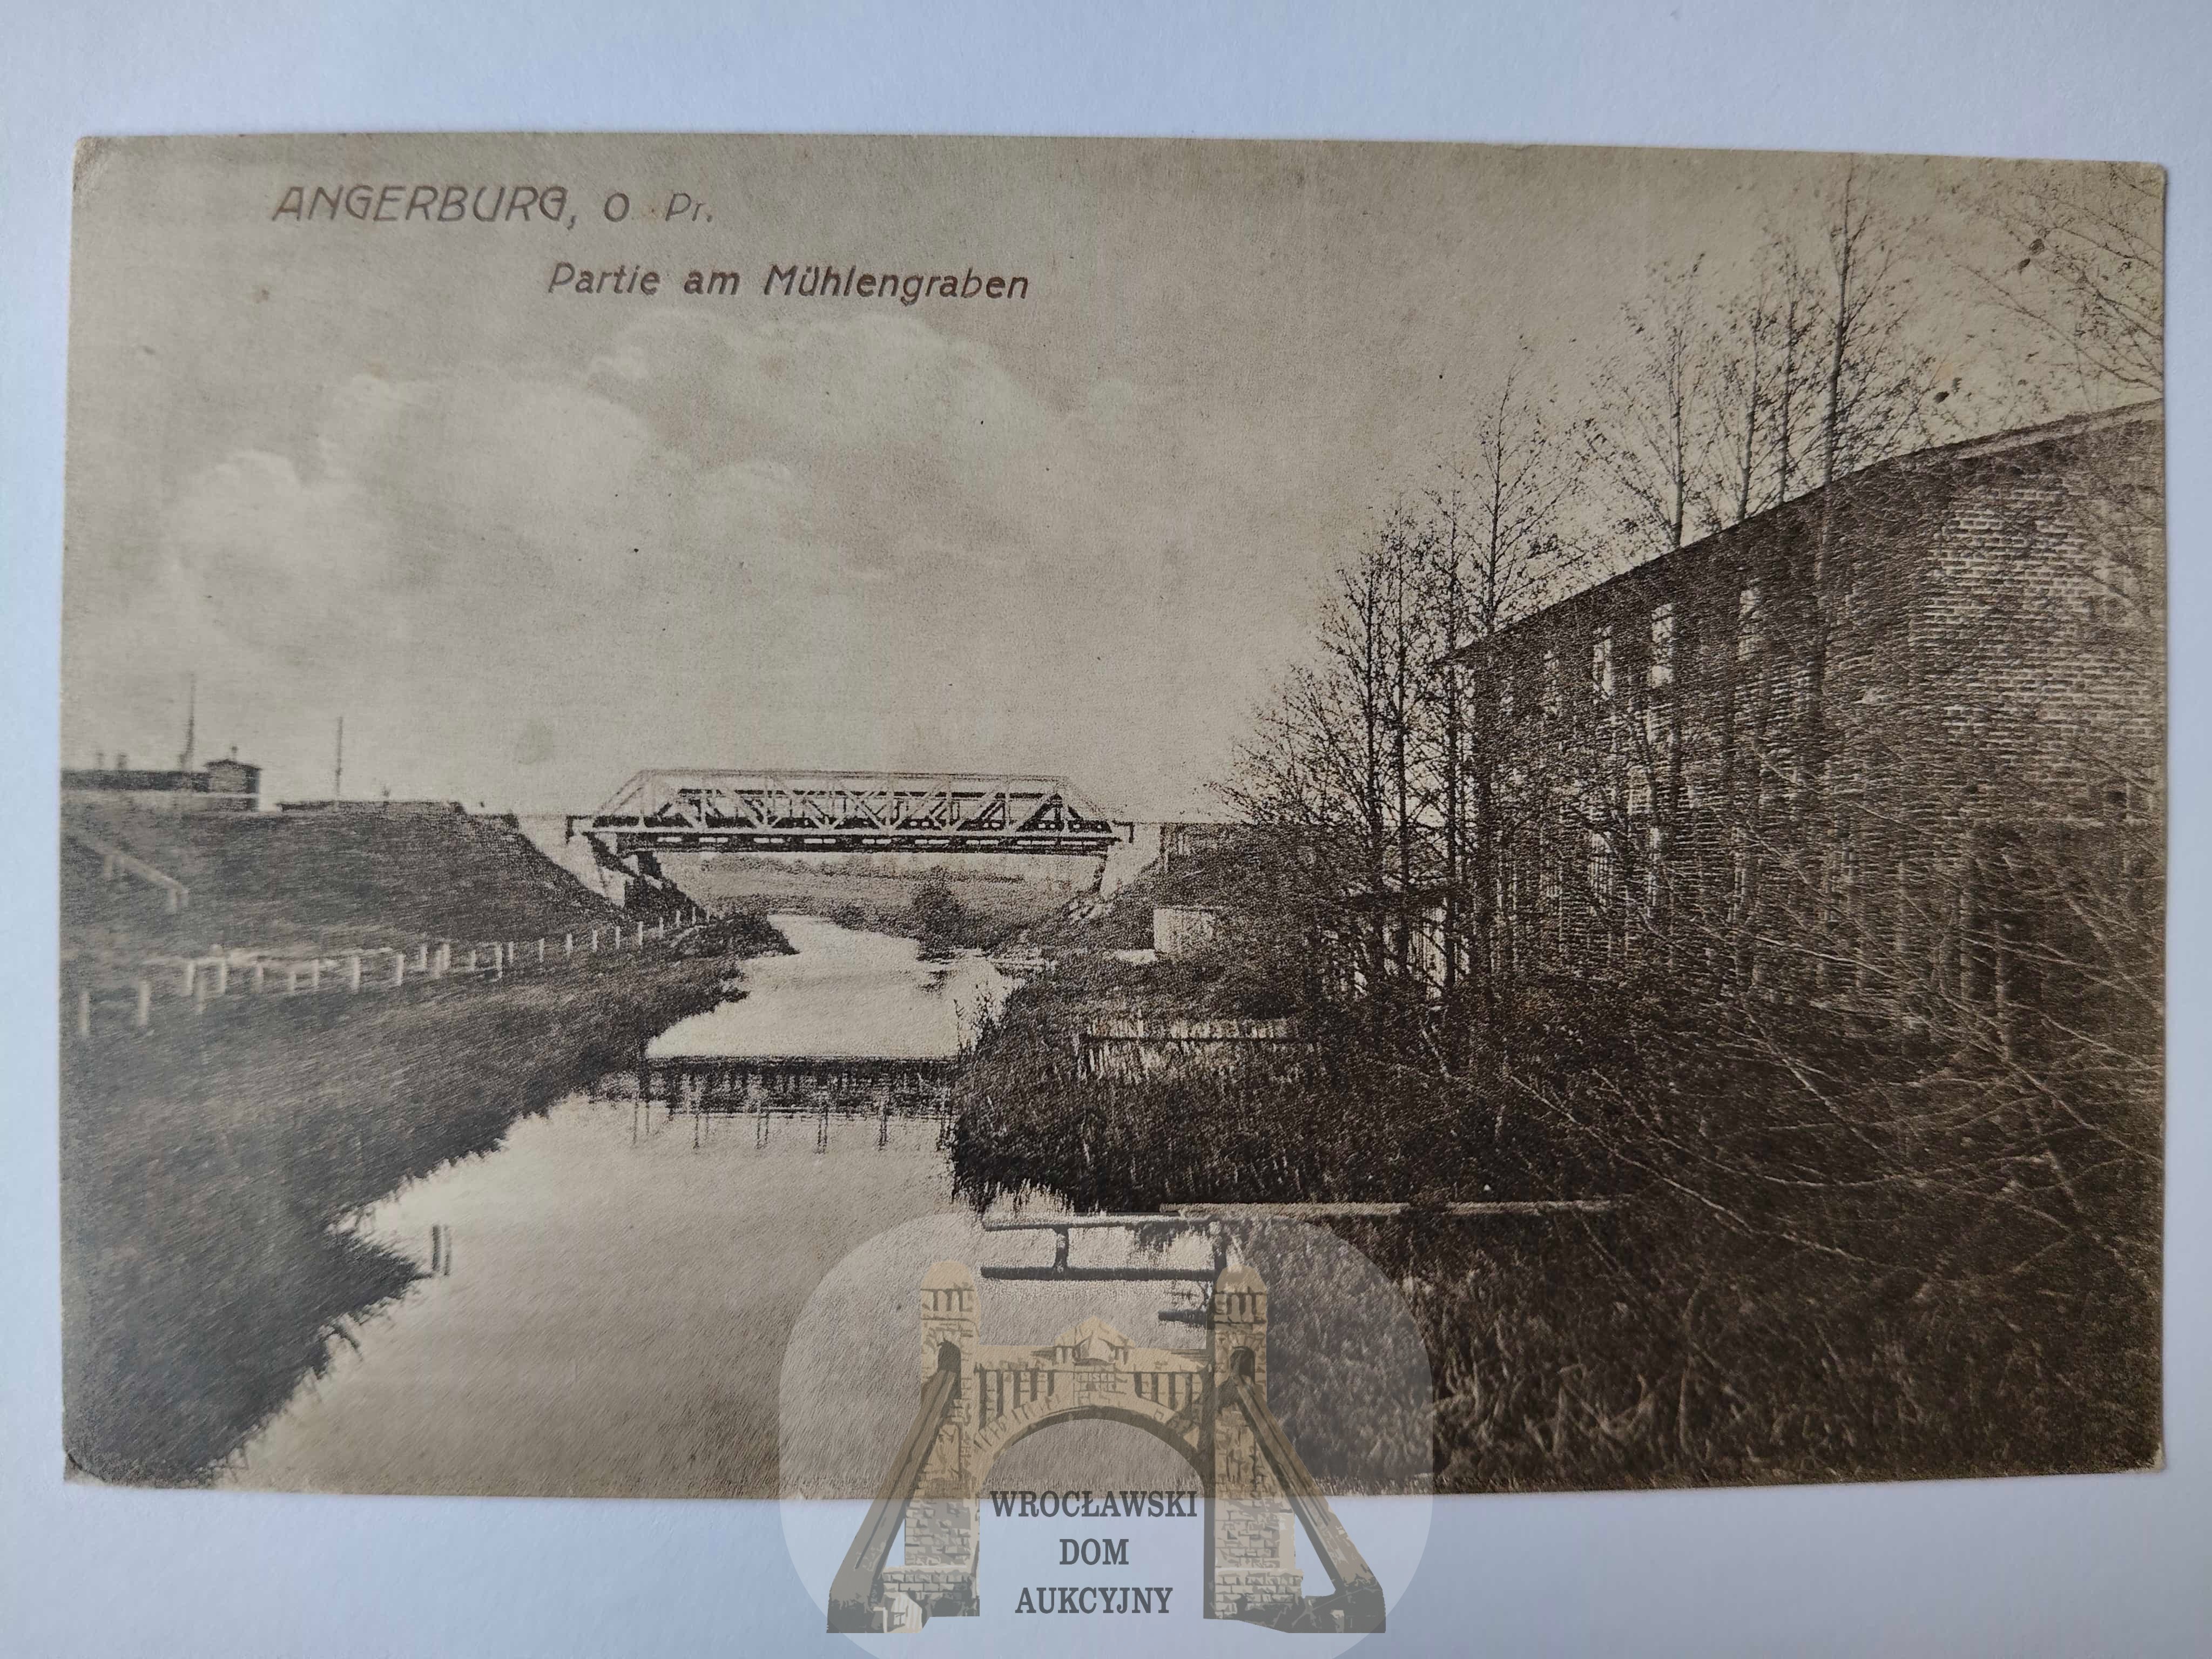 ANGERBURG, O. Pr.
Partie am Mühlengraben
WROCŁAWSKI
DOM
AUKCYJNY